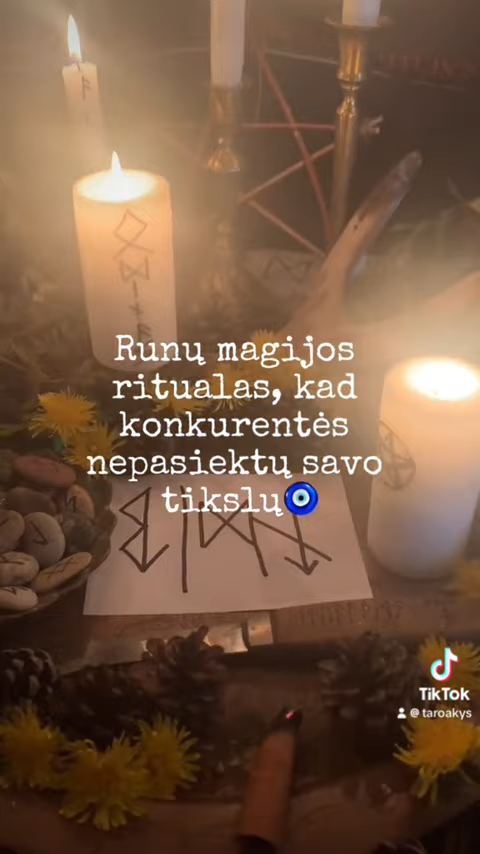 Runų magijos
ritualas, kad
konkurentės
nepasiektų savo
tikslų🧿
TikTok
@taroakys